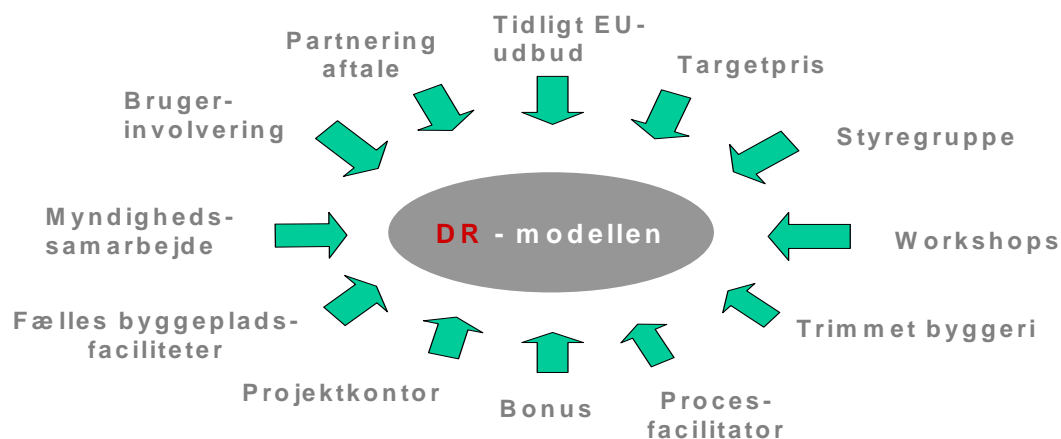 Tidligt EU-
udbud
Partnering
aftale
Targetpris
Bruger-
involvering
Styregruppe
Myndigheds-
samarbejde
DR - modellen
Workshops
Fælles byggeplads-
faciliteter
Trimmet byggeri
Projektkontor
Bonus
Proces-
facilitator